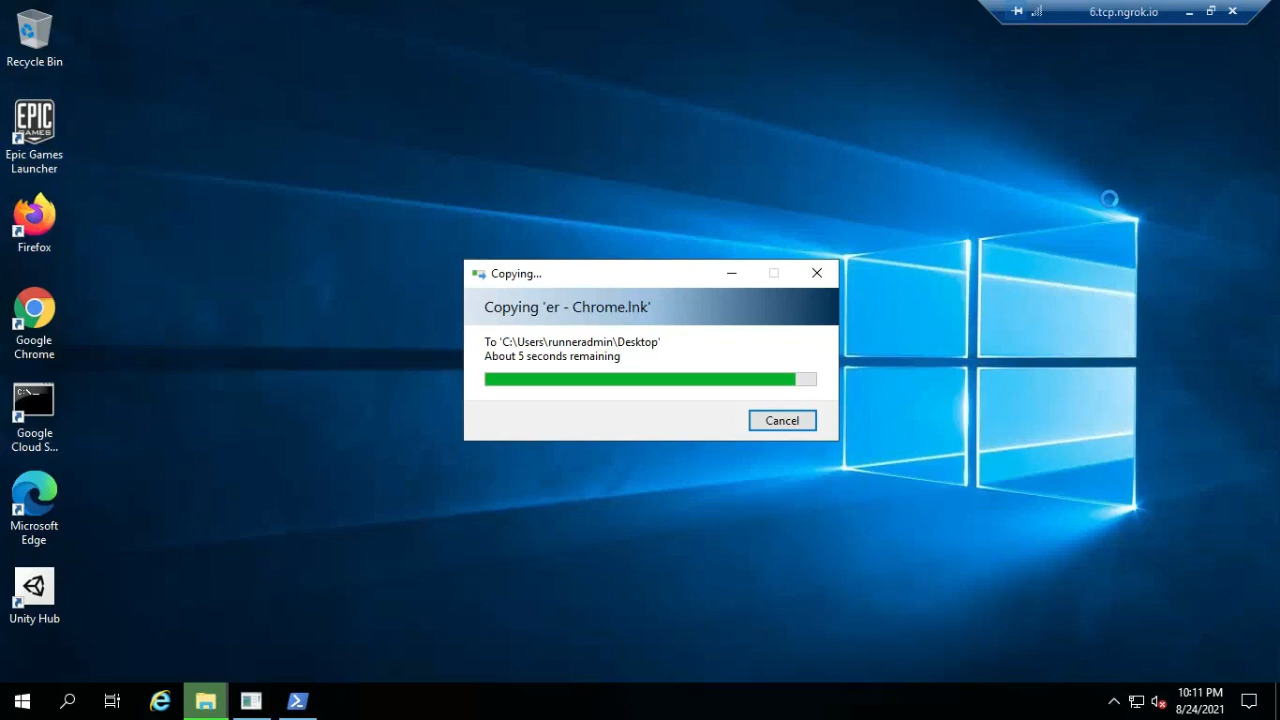 6.tcp.ngrok.io
Recycle Bin
EPIC
GAMES
Epic Games
Launcher
Firefox
Google
Chrome
C:\_
Google
Cloud S...
Microsoft
Edge
Unity Hub
Copying...
Copying 'er - Chrome.lnk'
To 'C:\Users\runneradmin\Desktop'
About 5 seconds remaining
Cancel
10:11 PM
8/24/2021